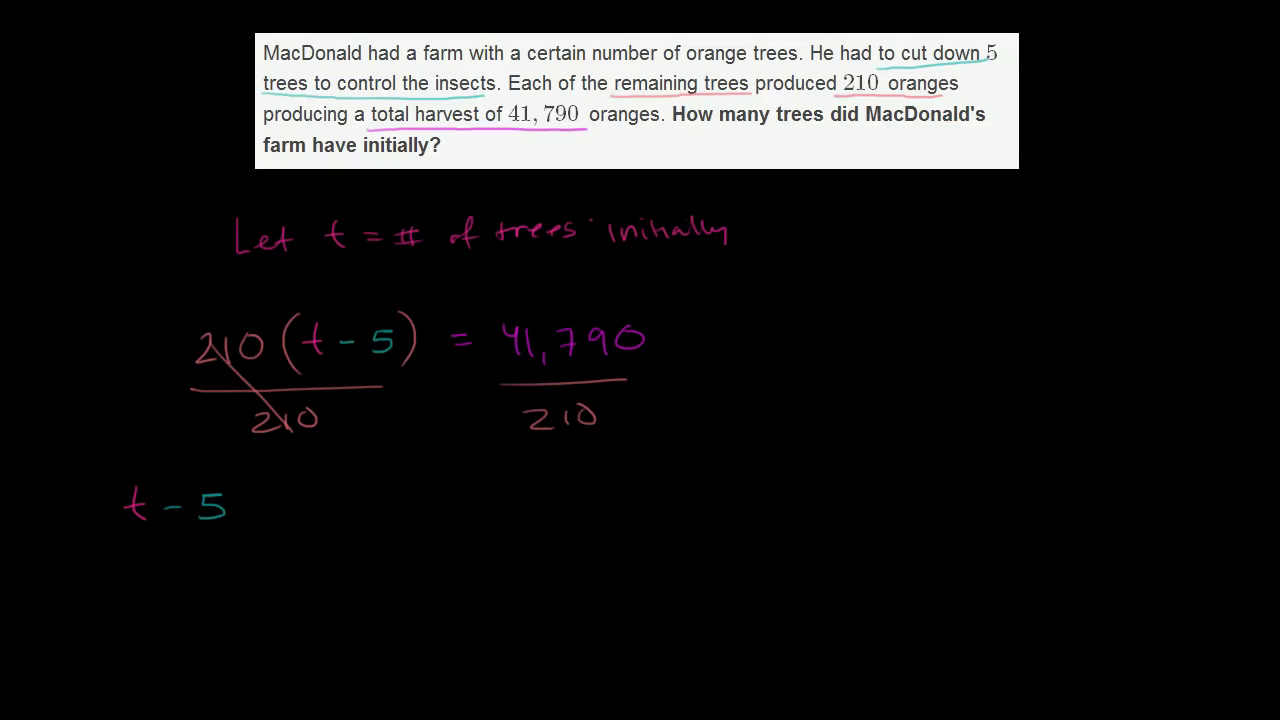 MacDonald had a farm with a certain number of orange trees. He had to cut down 5
trees to control the insects. Each of the remaining trees produced 210 oranges
producing a total harvest of 41,790 oranges. How many trees did MacDonald's
farm have initially?
Let t = # of trees initially
210 (t - 5) = 41,790
210 210
t - 5